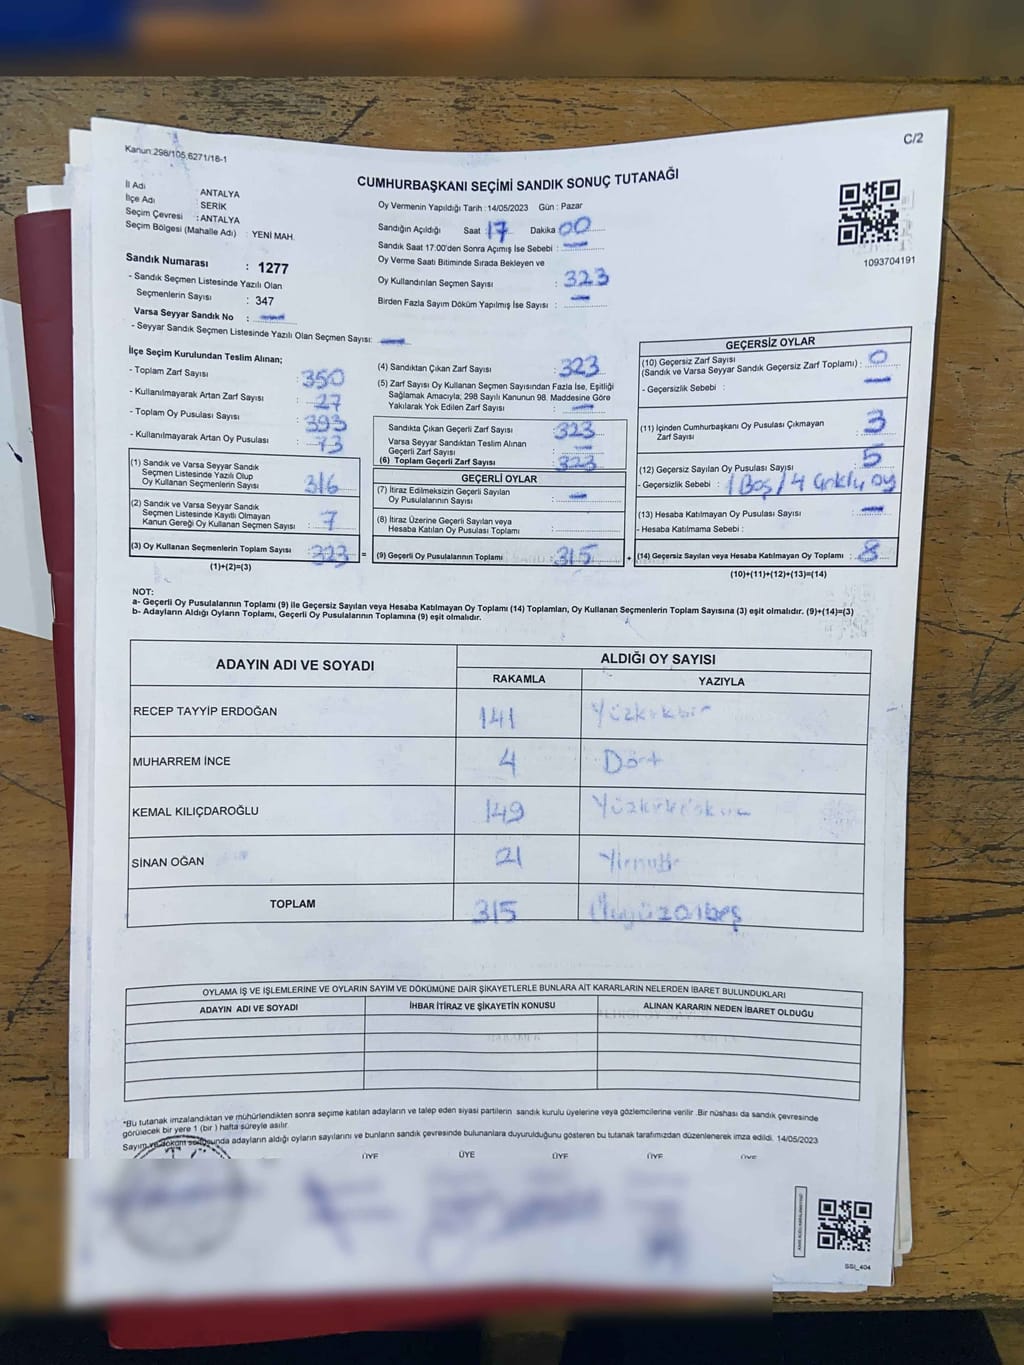 C/2
Kanun:298/105,6271/18-1
CUMHURBAŞKANI SEÇİMİ SANDIK SONUÇ TUTANAĞI
İl Adı : ANTALYA
İlçe Adı : SERİK
Seçim Çevresi : ANTALYA
Seçim Bölgesi (Mahalle Adı) : YENİ MAH.
Sandık Numarası : 1277
- Sandık Seçmen Listesinde Yazılı Olan
Seçmenlerin Sayısı : 347
Varsa Seyyar Sandık No : —
- Seyyar Sandık Seçmen Listesinde Yazılı Olan Seçmen Sayısı: —
Oy Vermenin Yapıldığı Tarih : 14/05/2023 Gün : Pazar
Sandığın Açıldığı Saat : 17 Dakika : 00
Sandık Saat 17:00'den Sonra Açımış İse Sebebi : —
Oy Verme Saati Bitiminde Sırada Bekleyen ve
Oy Kullandırılan Seçmen Sayısı : 323
Birden Fazla Sayım Döküm Yapılmış İse Sayısı : —
1093704191
İlçe Seçim Kurulundan Teslim Alınan;
- Toplam Zarf Sayısı : 350
- Kullanılmayarak Artan Zarf Sayısı : 27
- Toplam Oy Pusulası Sayısı : 393
- Kullanılmayarak Artan Oy Pusulası : 73
(1) Sandık ve Varsa Seyyar Sandık
Seçmen Listesinde Yazılı Olup
Oy Kullanan Seçmenlerin Sayısı : 316
(2) Sandık ve Varsa Seyyar Sandık
Seçmen Listesinde Kayıtlı Olmayan
Kanun Gereği Oy Kullanan Seçmen Sayısı : 7
(3) Oy Kullanan Seçmenlerin Toplam Sayısı : 323
(1)+(2)=(3)
(4) Sandıktan Çıkan Zarf Sayısı : 323
(5) Zarf Sayısı Oy Kullanan Seçmen Sayısından Fazla İse, Eşitliği
Sağlamak Amacıyla; 298 Sayılı Kanunun 98. Maddesine Göre
Yakılarak Yok Edilen Zarf Sayısı : —
Sandıkta Çıkan Geçerli Zarf Sayısı : 323
Varsa Seyyar Sandıktan Teslim Alınan
Geçerli Zarf Sayısı : —
(6) Toplam Geçerli Zarf Sayısı : 323
GEÇERLİ OYLAR
(7) İtiraz Edilmeksizin Geçerli Sayılan
Oy Pusulalarının Sayısı : —
(8) İtiraz Üzerine Geçerli Sayılan veya
Hesaba Katılan Oy Pusulası Toplamı :
= (9) Geçerli Oy Pusulalarının Toplamı : 315 +
GEÇERSİZ OYLAR
(10) Geçersiz Zarf Sayısı
(Sandık ve Varsa Seyyar Sandık Geçersiz Zarf Toplamı) : 0
- Geçersizlik Sebebi : —
(11) İçinden Cumhurbaşkanı Oy Pusulası Çıkmayan
Zarf Sayısı : 3
(12) Geçersiz Sayılan Oy Pusulası Sayısı : 5
- Geçersizlik Sebebi : 1 Boş / 4 oy
(13) Hesaba Katılmayan Oy Pusulası Sayısı : —
- Hesaba Katılmama Sebebi :
(14) Geçersiz Sayılan veya Hesaba Katılmayan Oy Toplamı : 8
(10)+(11)+(12)+(13)=(14)
NOT:
a- Geçerli Oy Pusulalarının Toplamı (9) ile Geçersiz Sayılan veya Hesaba Katılmayan Oy Toplamı (14) Toplamları, Oy Kullanan Seçmenlerin Toplam Sayısına (3) eşit olmalıdır. (9)+(14)=(3)
b- Adayların Aldığı Oyların Toplamı, Geçerli Oy Pusulalarının Toplamına (9) eşit olmalıdır.
ADAYIN ADI VE SOYADI ALDIĞI OY SAYISI
RAKAMLA YAZIYLA
RECEP TAYYİP ERDOĞAN 141 Yüzkırkbir
MUHARREM İNCE 4 Dört
KEMAL KILIÇDAROĞLU 149
SİNAN OĞAN 21
TOPLAM 315 Üçyüzonbeş
OYLAMA İŞ VE İŞLEMLERİNE VE OYLARIN SAYIM VE DÖKÜMÜNE DAİR ŞİKAYETLERLE BUNLARA AİT KARARLARIN NELERDEN İBARET BULUNDUKLARI
ADAYIN ADI VE SOYADI İHBAR İTİRAZ VE ŞİKAYETİN KONUSU ALINAN KARARIN NEDEN İBARET OLDUĞU
*Bu tutanak imzalandıktan ve mühürlendikten sonra seçime katılan adayların ve talep eden siyasi partilerin sandık kurulu üyelerine veya gözlemcilerine verilir .Bir nüshası da sandık çevresinde
görülecek bir yere 1 (bir ) hafta süreyle asılır.
Sayım ve döküm sonucunda adayların aldığı oyların sayılarını ve bunların sandık çevresinde bulunanlara duyurulduğunu gösteren bu tutanak tarafımızdan düzenlenerek imza edildi. 14/05/2023
ÜYE ÜYE ÜYE ÜYE ÜYE
SSİ_404